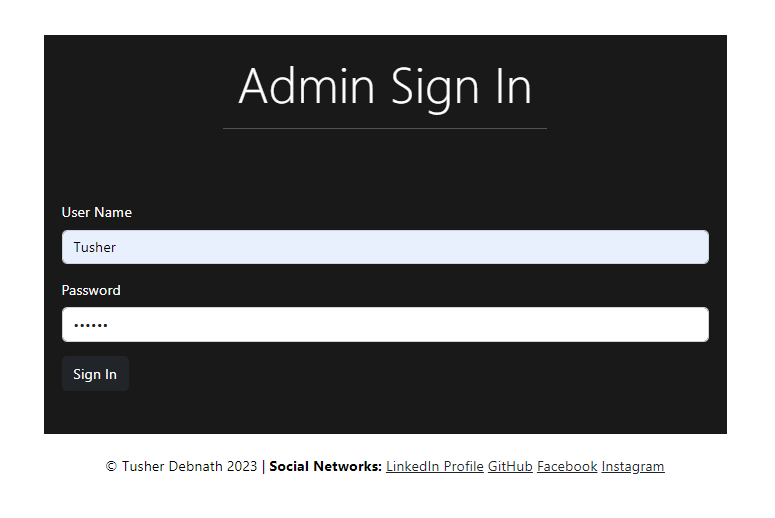 Admin Sign In
User Name
Tusher
Password
••••••
Sign In
© Tusher Debnath 2023 | Social Networks: LinkedIn Profile GitHub Facebook Instagram